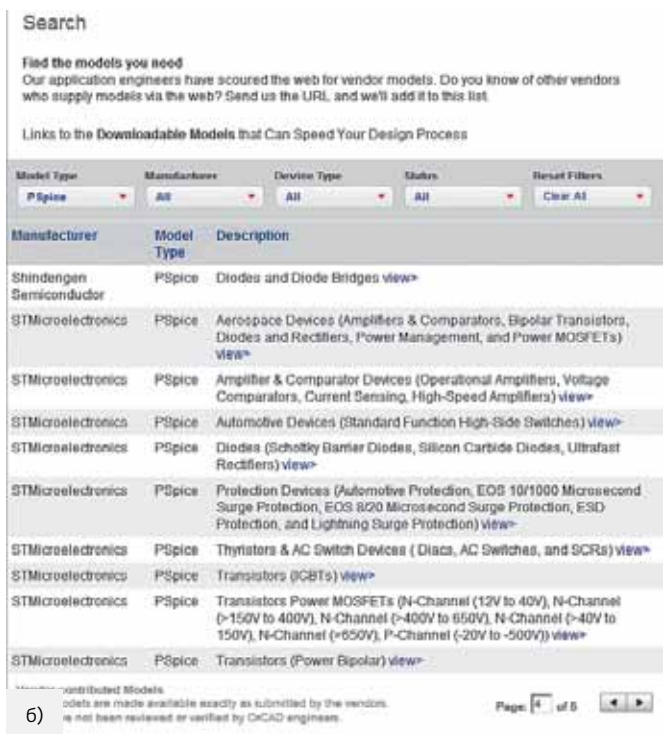 Search
Find the models you need
Our application engineers have scoured the web for vendor models. Do you know of other vendors
who supply models via the web? Send us the URL, and we'll add it to this list.
Links to the Downloadable Models that Can Speed Your Design Process
Model Type Manufacturer Device Type Status Reset Filters
PSpice All All All Clear All
Manufacturer Model Description
Type
Shindengen PSpice Diodes and Diode Bridges view>
Semiconductor
STMicroelectronics PSpice Aerospace Devices (Amplifiers & Comparators, Bipolar Transistors,
Diodes and Rectifiers, Power Management, and Power MOSFETs)
view>
STMicroelectronics PSpice Amplifier & Comparator Devices (Operational Amplifiers, Voltage
Comparators, Current Sensing, High-Speed Amplifiers) view>
STMicroelectronics PSpice Automotive Devices (Standard Function High-Side Switches) view>
STMicroelectronics PSpice Diodes (Schottky Barrier Diodes, Silicon Carbide Diodes, Ultrafast
Rectifiers) view>
STMicroelectronics PSpice Protection Devices (Automotive Protection, EOS 10/1000 Microsecond
Surge Protection, EOS 8/20 Microsecond Surge Protection, ESD
Protection, and Lightning Surge Protection) view>
STMicroelectronics PSpice Thyristors & AC Switch Devices ( Diacs, AC Switches, and SCRs) view>
STMicroelectronics PSpice Transistors (IGBTs) view>
STMicroelectronics PSpice Transistors Power MOSFETs (N-Channel (12V to 40V), N-Channel
(>150V to 400V), N-Channel (>400V to 650V), N-Channel (>40V to
150V), N-Channel (>650V), P-Channel (-20V to -500V)) view>
STMicroelectronics PSpice Transistors (Power Bipolar) view>
contributed Models
are made available exactly as submitted by the vendors.
not been reviewed or verified by OrCAD engineers.
Page: 4 of 5
б)